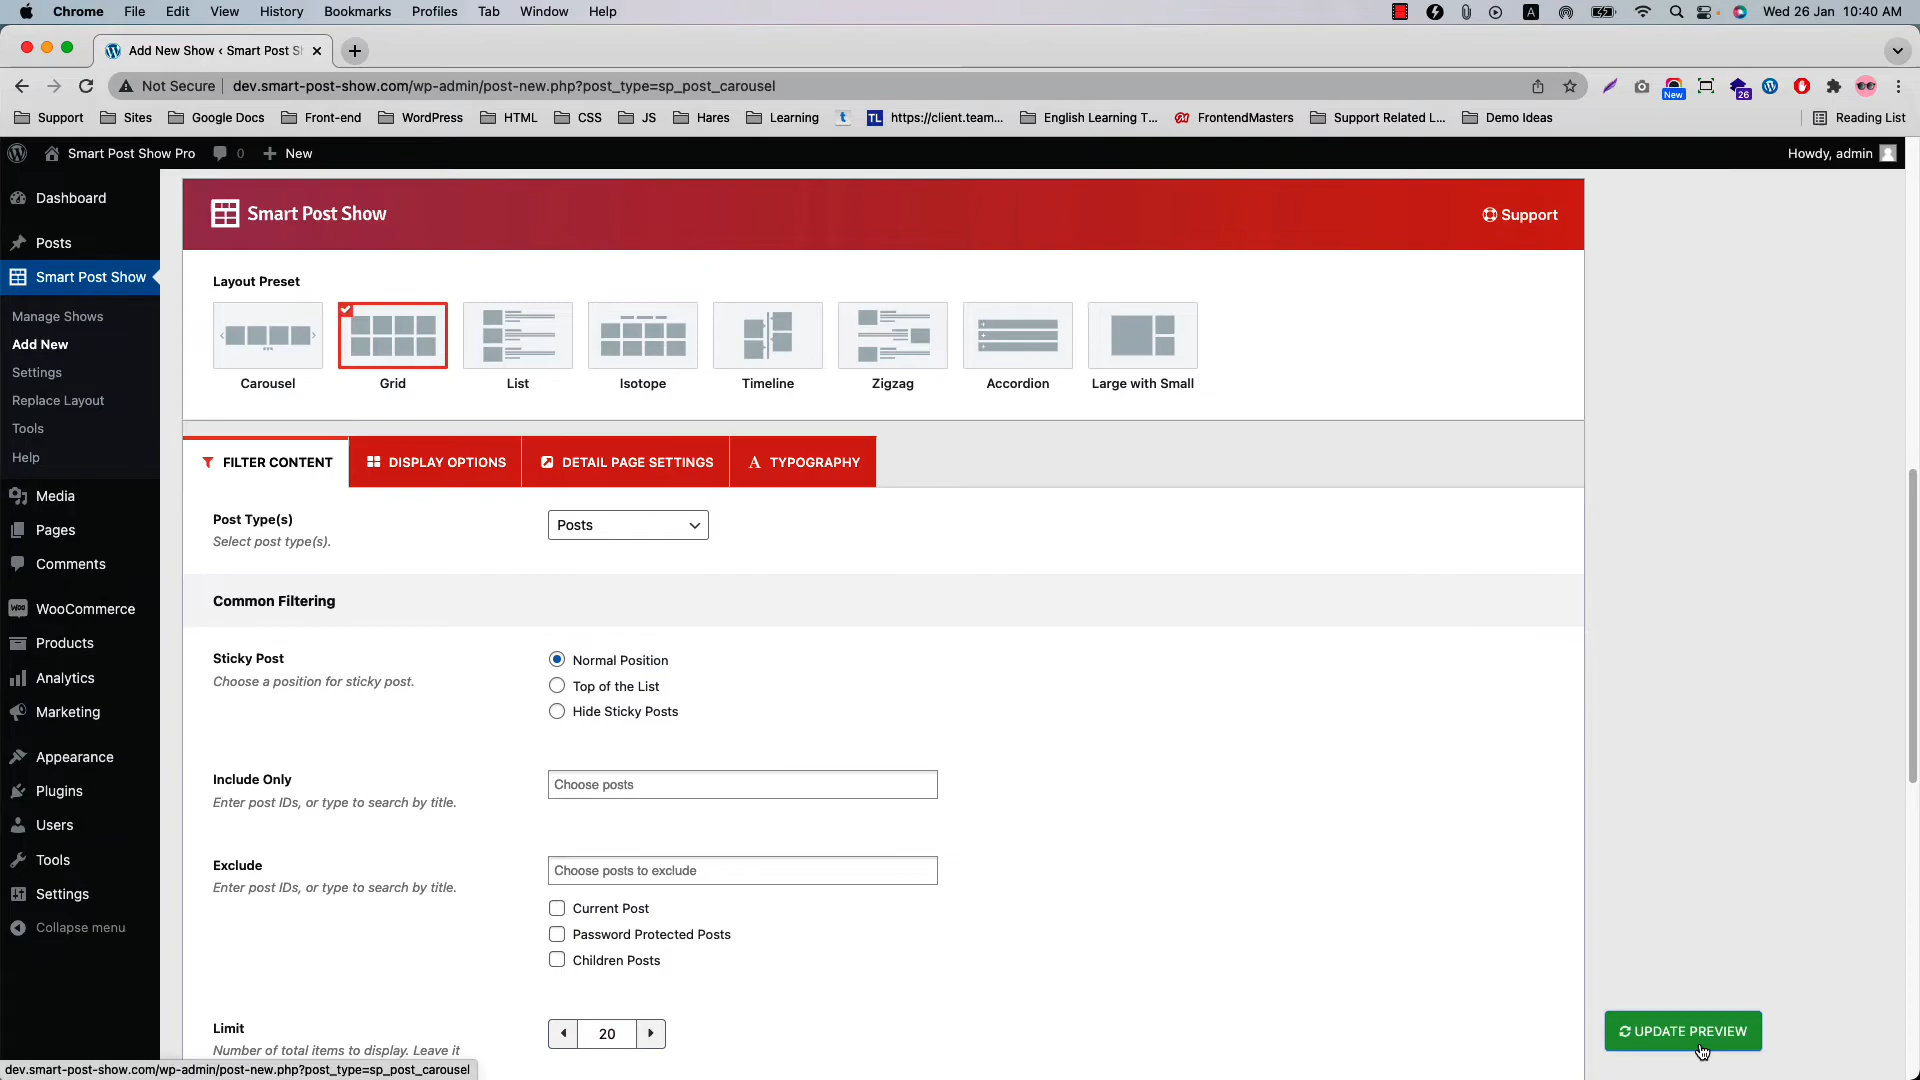 Chrome File Edit View History Bookmarks Profiles Tab Window Help A Wed 26 Jan 10:40 AM
Add New Show ‹ Smart Post S
Not Secure dev.smart-post-show.com/wp-admin/post-new.php?post_type=sp_post_carousel New 26
Support Sites Google Docs Front-end WordPress HTML CSS JS Hares Learning t TL https://client.team... English Learning T... FrontendMasters Support Related L... Demo Ideas Reading List
Smart Post Show Pro 0 New Howdy, admin
Dashboard
Posts
Smart Post Show
Manage Shows
Add New
Settings
Replace Layout
Tools
Help
Media
Pages
Comments
WooCommerce
Products
Analytics
Marketing
Appearance
Plugins
Users
Tools
Settings
Collapse menu
Smart Post Show Support
Layout Preset
Carousel Grid List Isotope Timeline Zigzag Accordion Large with Small
FILTER CONTENT DISPLAY OPTIONS DETAIL PAGE SETTINGS A TYPOGRAPHY
Post Type(s) Posts
Select post type(s).
Common Filtering
Sticky Post Normal Position
Choose a position for sticky post.
Top of the List
Hide Sticky Posts
Include Only Choose posts
Enter post IDs, or type to search by title.
Exclude Choose posts to exclude
Enter post IDs, or type to search by title.
Current Post
Password Protected Posts
Children Posts
Limit 20
Number of total items to display. Leave it
UPDATE PREVIEW
dev.smart-post-show.com/wp-admin/post-new.php?post_type=sp_post_carousel